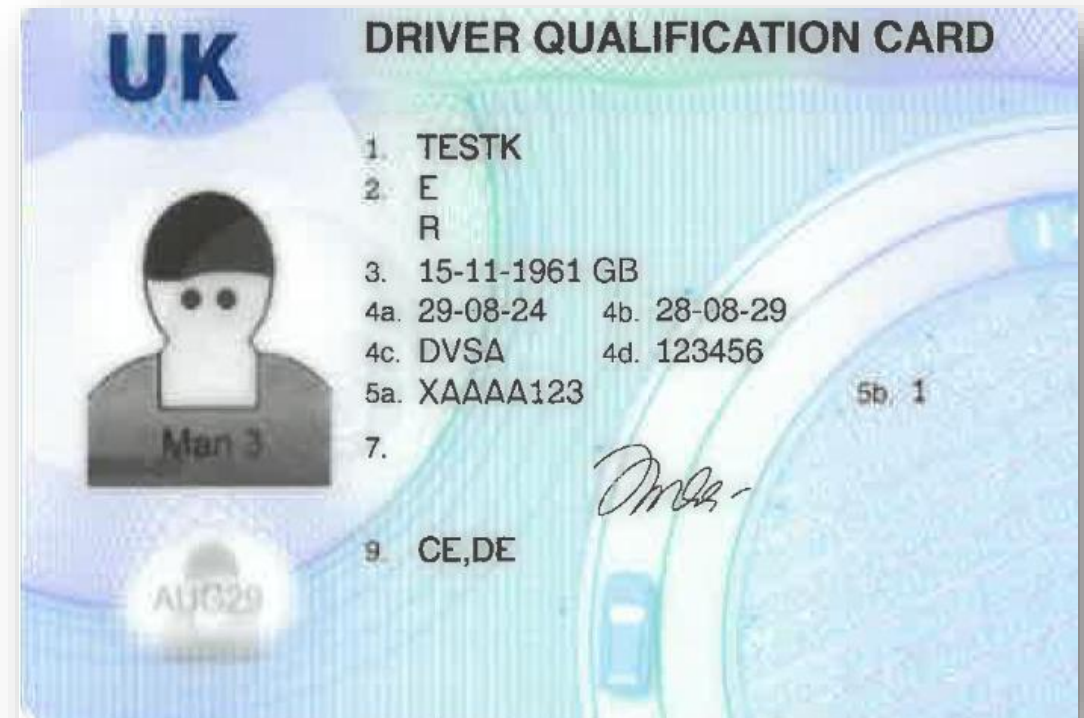 UK
DRIVER QUALIFICATION CARD
1. TESTK
2. E
R
3. 15-11-1961 GB
4a. 29-08-24 4b. 28-08-29
4c. DVSA 4d. 123456
5a. XAAAA123 5b. 1
Man 3
7.
9. CE,DE
AUG29